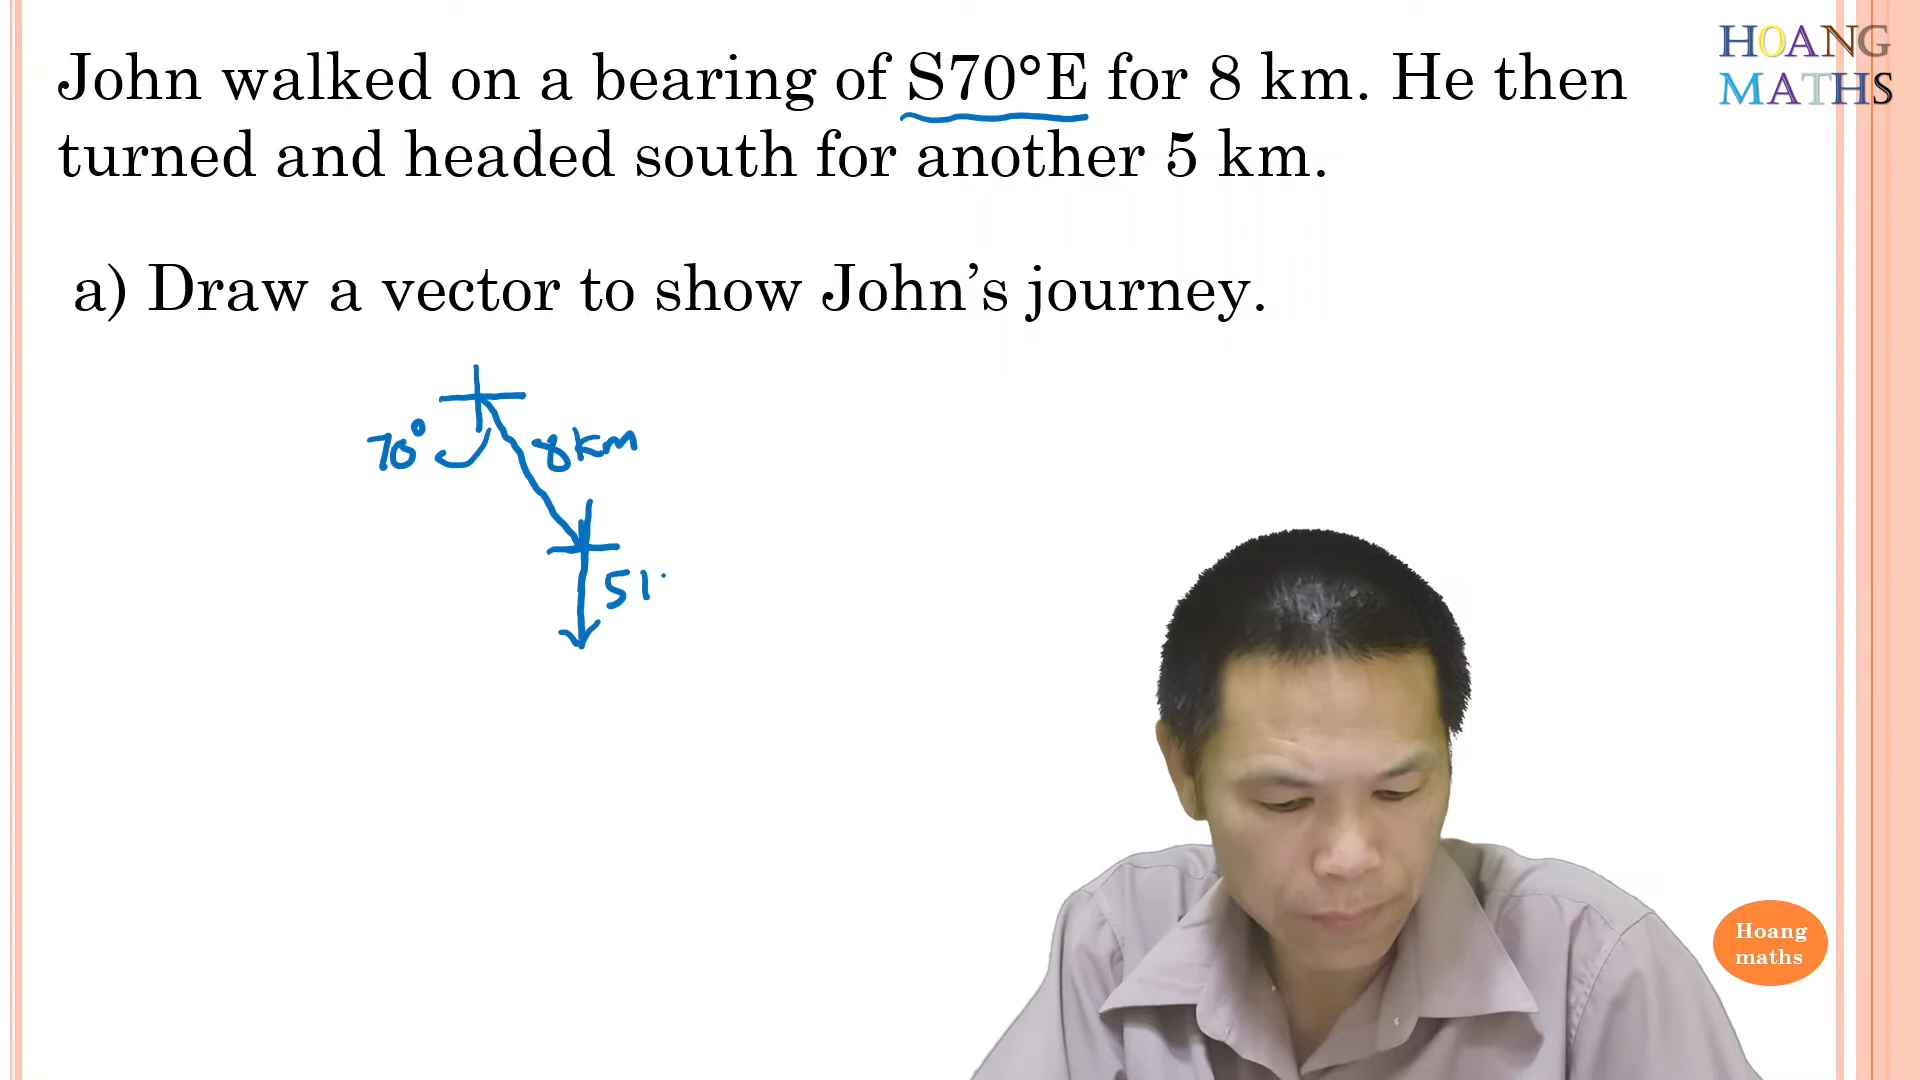 John walked on a bearing of S70°E for 8 km. He then
turned and headed south for another 5 km.
HOANG
MATHS
a) Draw a vector to show John’s journey.
70°
8km
5
Hoang
maths